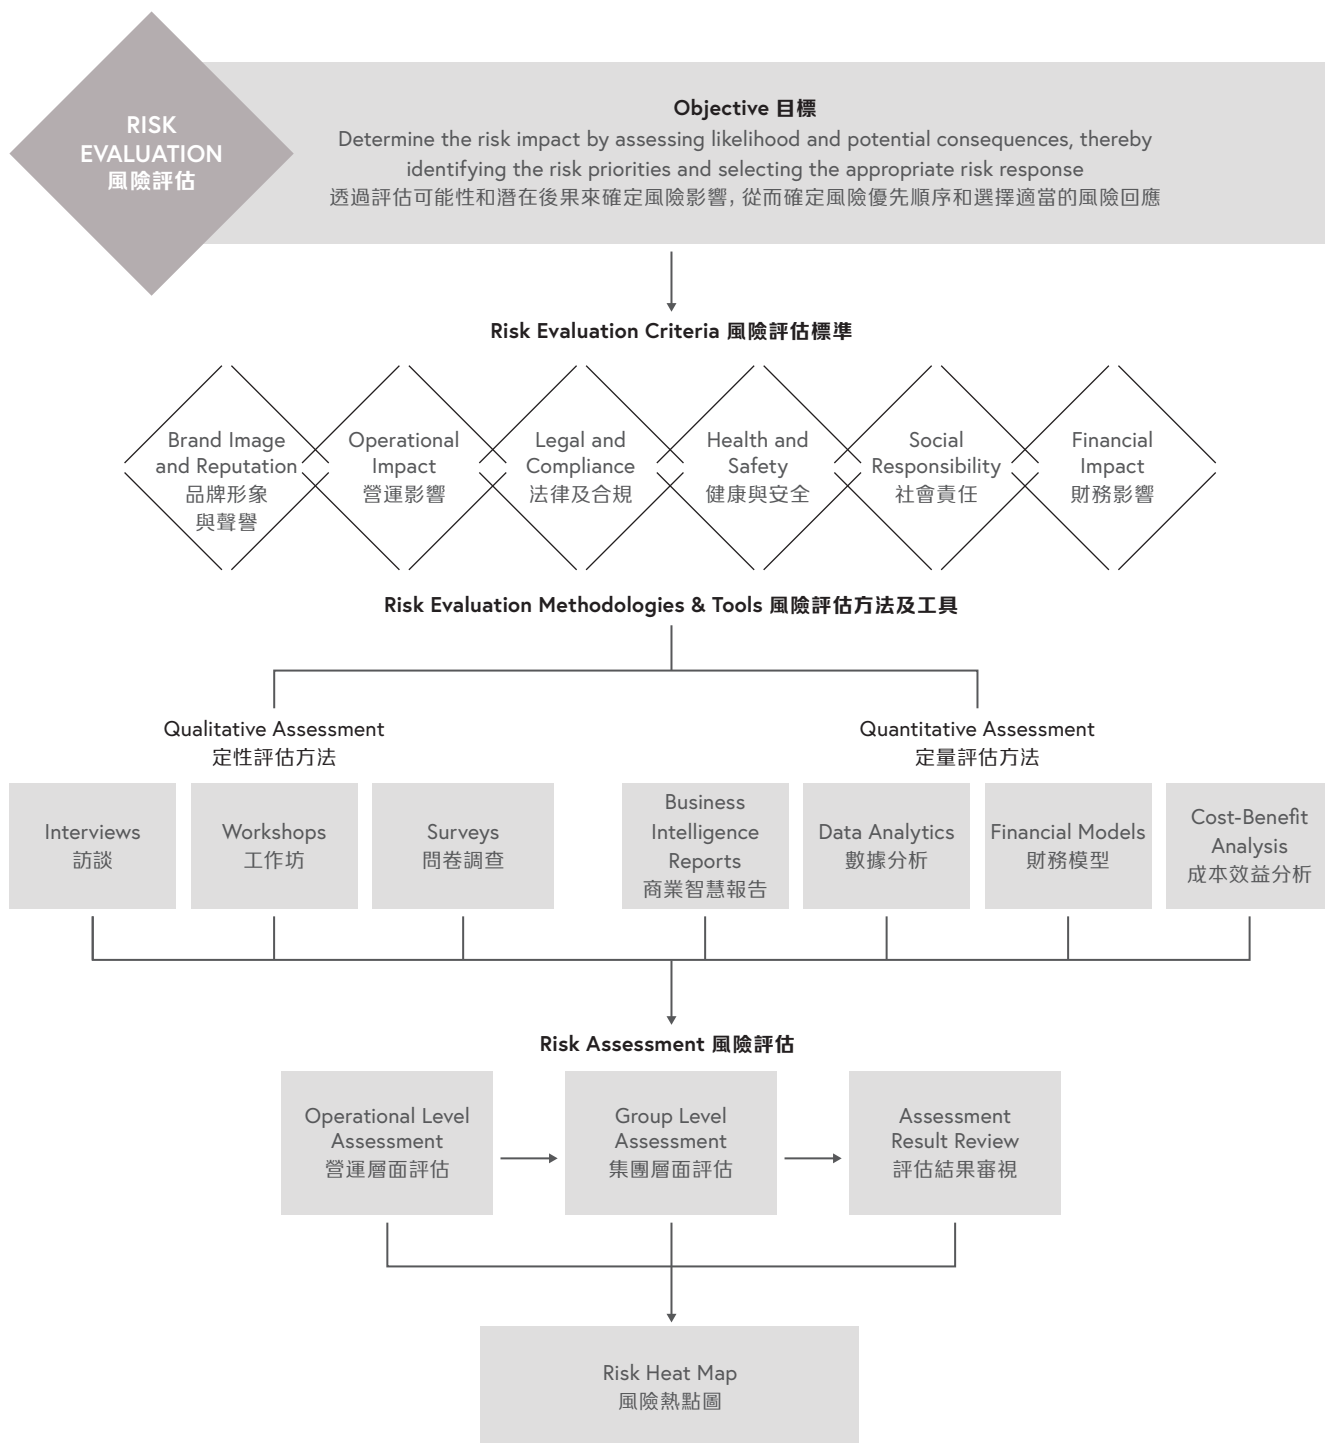 RISK
EVALUATION
風險評估
Objective 目標
Determine the risk impact by assessing likelihood and potential consequences, thereby
identifying the risk priorities and selecting the appropriate risk response
透過評估可能性和潛在後果來確定風險影響，從而確定風險優先順序和選擇適當的風險回應
Risk Evaluation Criteria 風險評估標準
Brand Image
and Reputation
品牌形象
與聲譽
Operational
Impact
營運影響
Legal and
Compliance
法律及合規
Health and
Safety
健康與安全
Social
Responsibility
社會責任
Financial
Impact
財務影響
Risk Evaluation Methodologies & Tools 風險評估方法及工具
Qualitative Assessment
定性評估方法
Quantitative Assessment
定量評估方法
Interviews
訪談
Workshops
工作坊
Surveys
問卷調查
Business
Intelligence
Reports
商業智慧報告
Data Analytics
數據分析
Financial Models
財務模型
Cost-Benefit
Analysis
成本效益分析
Risk Assessment 風險評估
Operational Level
Assessment
營運層面評估
Group Level
Assessment
集團層面評估
Assessment
Result Review
評估結果審視
Risk Heat Map
風險熱點圖